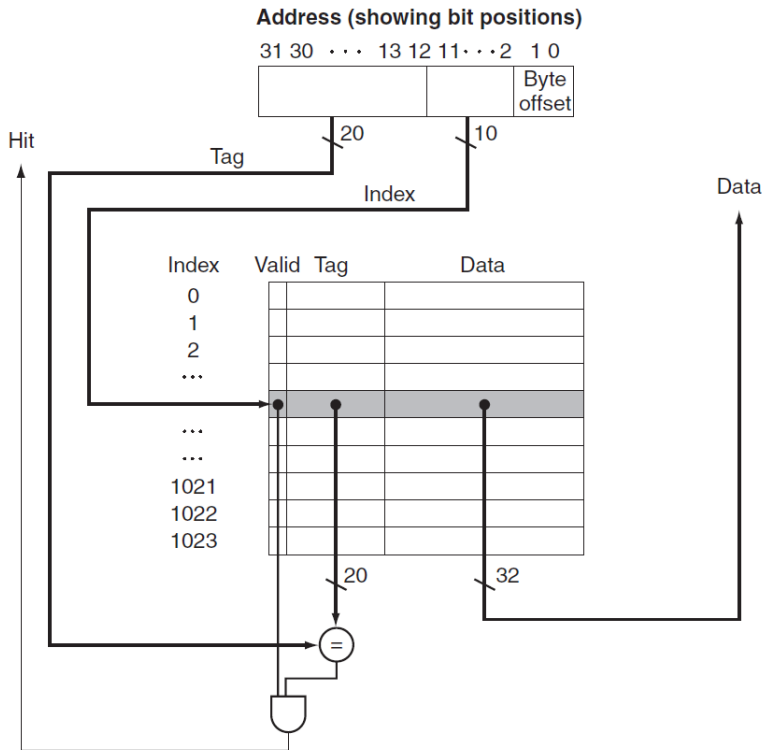 Address (showing bit positions)
31 30 ··· 13 12 11···2 1 0
Byte
offset
20
10
Hit
Tag
Index
Data
Index Valid Tag Data
0
1
2
···
···
···
1021
1022
1023
20
32
=